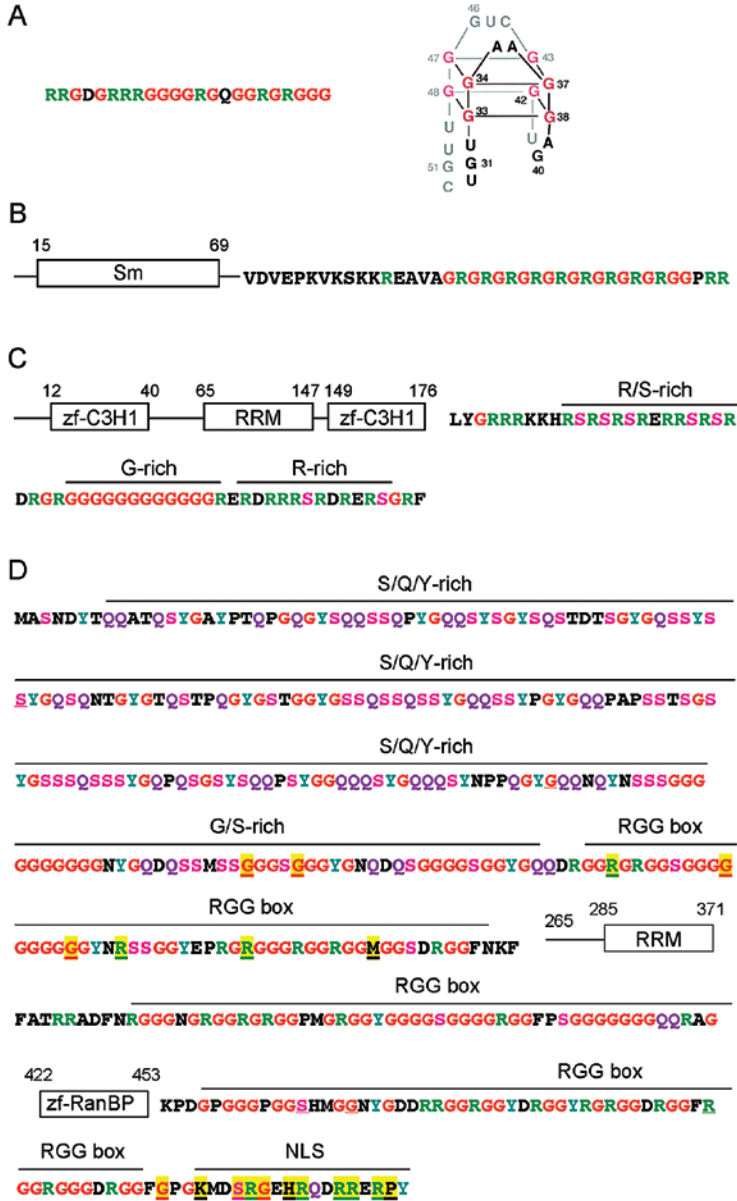 A
46
G U C
A A
47 G G 43
G 34 G 37
48 G 42 G
RRGDGRRRGGGGRGQGGRGRGGG
G 33 G 38
U U A
U U U G
51 G G 31 40
C U
B
15 69
Sm
VDVEPKVKSKKREAVAGRGRGRGRGRGRGRGRGRGGPRR
C
12 40 65 147 149 176
R/S-rich
zf-C3H1 RRM zf-C3H1
LYGRRRKKHRSRSRSRERRSRSR
G-rich R-rich
DRGRGGGGGGGGGGGGRERDRRRSRDRERSGRF
D
S/Q/Y-rich
MASNDYTQQATQSYGAYPTQPGQGYSQQSSQPYGQQSYSGYSQSTDTSGYGQSSYS
S/Q/Y-rich
SYGQSQNTGYGTQSTPQGYGSTGGYGSSQSSQSSYGQQSSYPGYGQQPAPSSTSGS
S/Q/Y-rich
YGSSSQSSSYGQPQSGSYSQQPSYGGQQQSYGQQQSYNPPQGYGQQNQYNSSSGGG
G/S-rich RGG box
GGGGGGGNYGQDQSSMSSGGGSGGGYGNQDQSGGGGSGGYGQQDRGGRGRGGSGGGG
RGG box
265 285 371
RRM
GGGGGGYNRSSGGYEPRGRGGGRGGRGGMGGSDRGGFNKF
RGG box
FATRRADFNRGGGNGRGGRGRGGPMGRGGYGGGGSGGGGRGGFPSGGGGGGGQQRAG
422 453
RGG box
zf-RanBP
KPDGPGGGPGGSHMGGNYGDDRRGGRGGYDRGGYRGRGGDRGGFR
RGG box NLS
GGRGGGDRGGFGPGKMDSRGEHRQDRRERPY